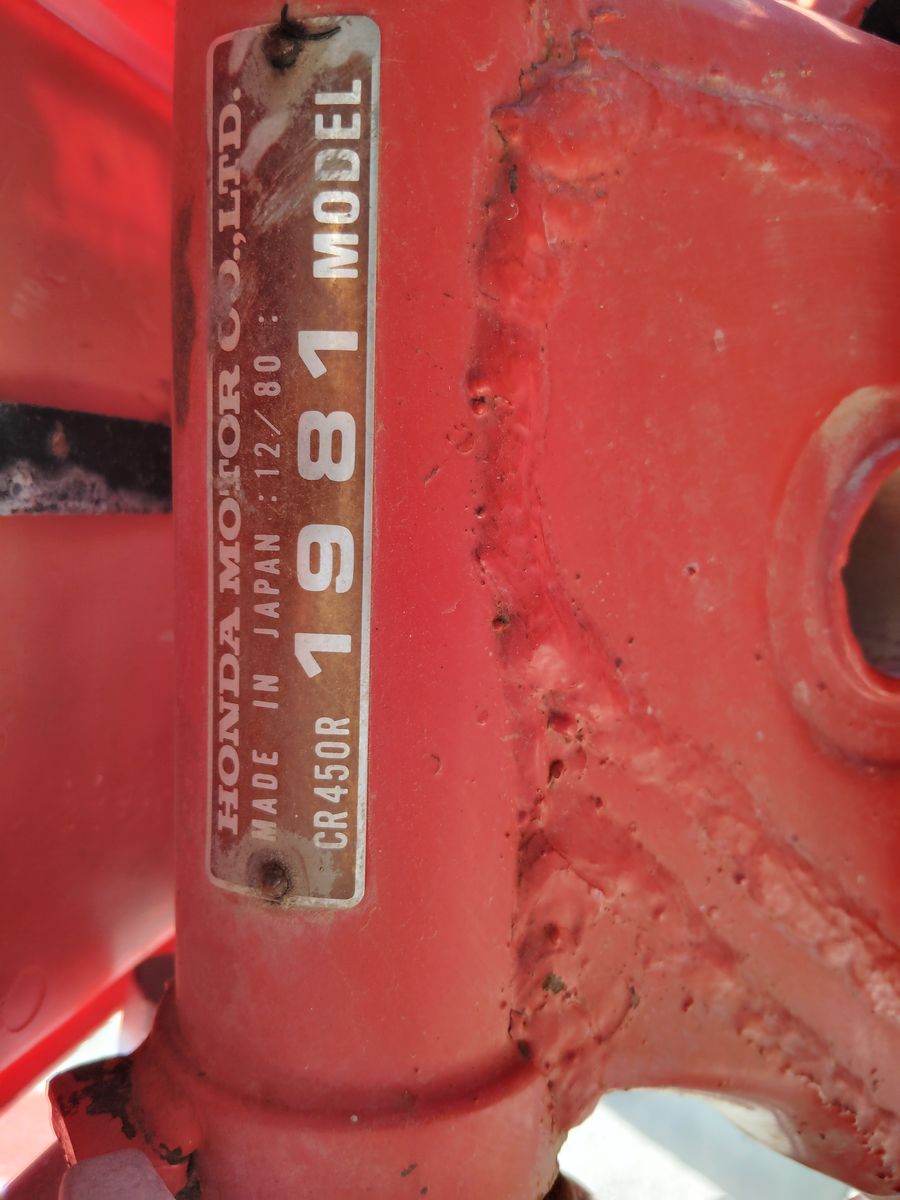 HONDA MOTOR CO.,LTD.
MADE IN JAPAN :12/80 :
CR450R 1981 MODEL